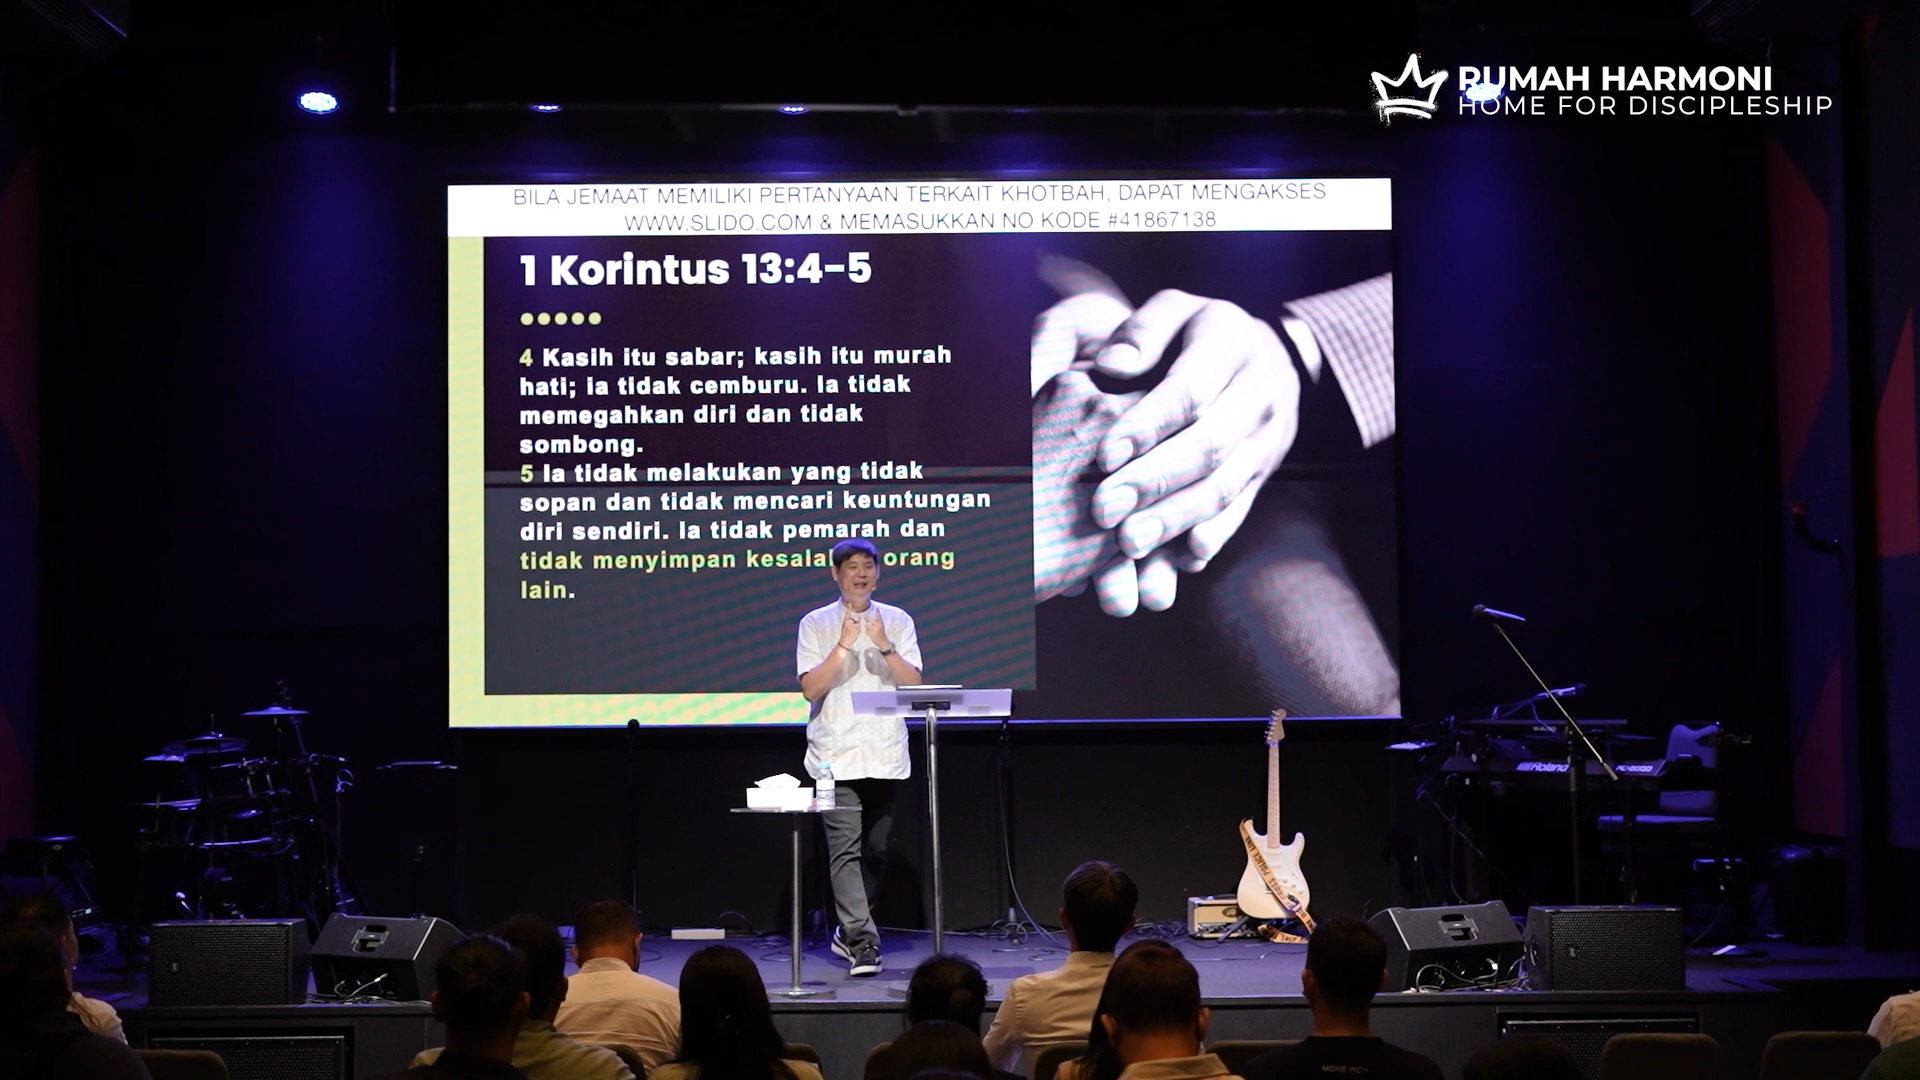 RUMAH HARMONI
HOME FOR DISCIPLESHIP
BILA JEMAAT MEMILIKI PERTANYAAN TERKAIT KHOTBAH, DAPAT MENGAKSES
WWW.SLIDO.COM & MEMASUKKAN NO KODE #41867138
1 Korintus 13:4-5
4 Kasih itu sabar; kasih itu murah
hati; ia tidak cemburu. Ia tidak
memegahkan diri dan tidak
sombong.
5 Ia tidak melakukan yang tidak
sopan dan tidak mencari keuntungan
diri sendiri. Ia tidak pemarah dan
tidak menyimpan orang
lain.
Roland
POLICE LINE